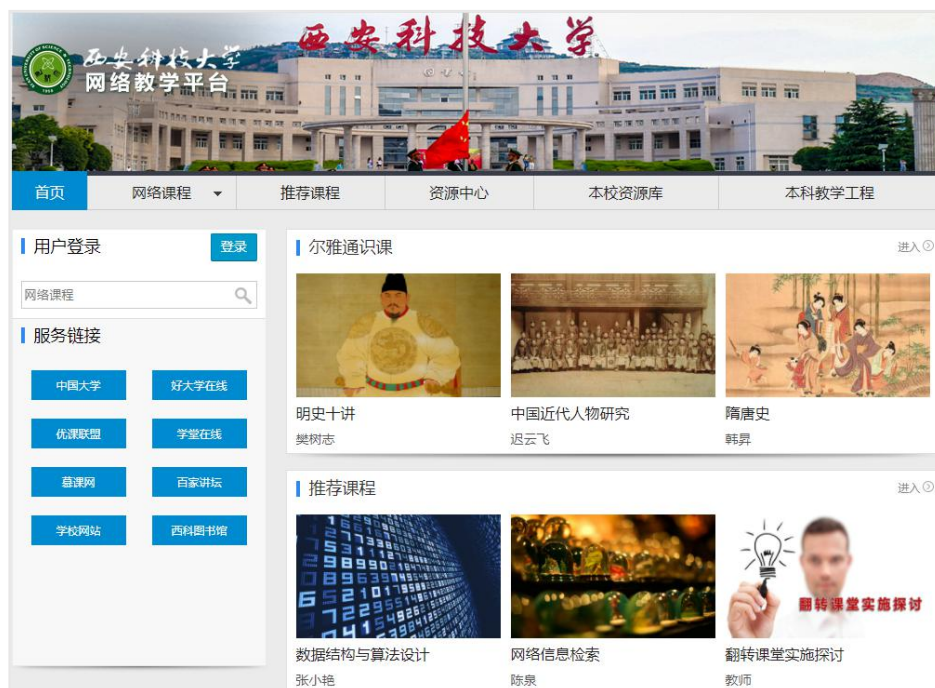 西安科技大学
西安科技大学
网络教学平台
首页 网络课程 推荐课程 资源中心 本校资源库 本科教学工程
用户登录 登录
网络课程
服务链接
中国大学 好大学在线
优课联盟 学堂在线
慕课网 百家讲坛
学校网站 西科图书馆
尔雅通识课 进入
明史十讲 中国近代人物研究 隋唐史
樊树志 迟云飞 韩昇
推荐课程 进入
翻转课堂实施探讨
数据结构与算法设计 网络信息检索 翻转课堂实施探讨
张小艳 陈泉 教师